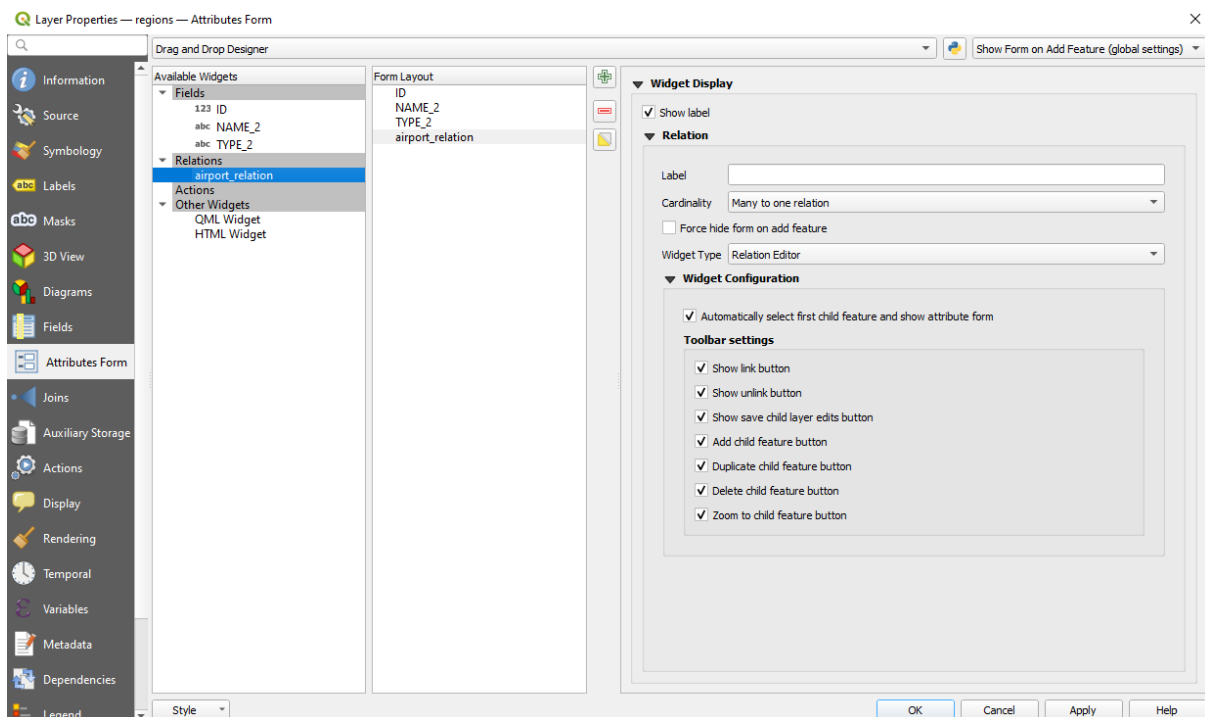 Layer Properties — regions — Attributes Form
Drag and Drop Designer
Show Form on Add Feature (global settings)
Information
Source
Symbology
abc Labels
abc Masks
3D View
Diagrams
Fields
Attributes Form
Joins
Auxiliary Storage
Actions
Display
Rendering
Temporal
Variables
Metadata
Dependencies
Legend
Available Widgets
Fields
123 ID
abc NAME_2
abc TYPE_2
Relations
airport_relation
Actions
Other Widgets
QML Widget
HTML Widget
Form Layout
ID
NAME_2
TYPE_2
airport_relation
Widget Display
Show label
Relation
Label
Cardinality Many to one relation
Force hide form on add feature
Widget Type Relation Editor
Widget Configuration
Automatically select first child feature and show attribute form
Toolbar settings
Show link button
Show unlink button
Show save child layer edits button
Add child feature button
Duplicate child feature button
Delete child feature button
Zoom to child feature button
Style
OK
Cancel
Apply
Help